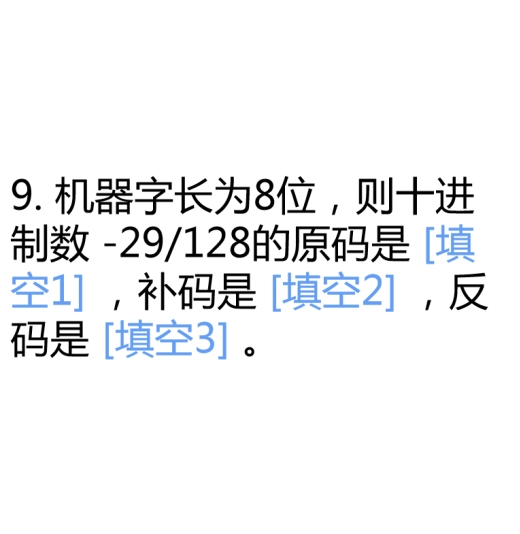 9. 机器字长为8位，则十进
制数 -29/128的原码是 [填
空1] ，补码是 [填空2] ，反
码是 [填空3] 。